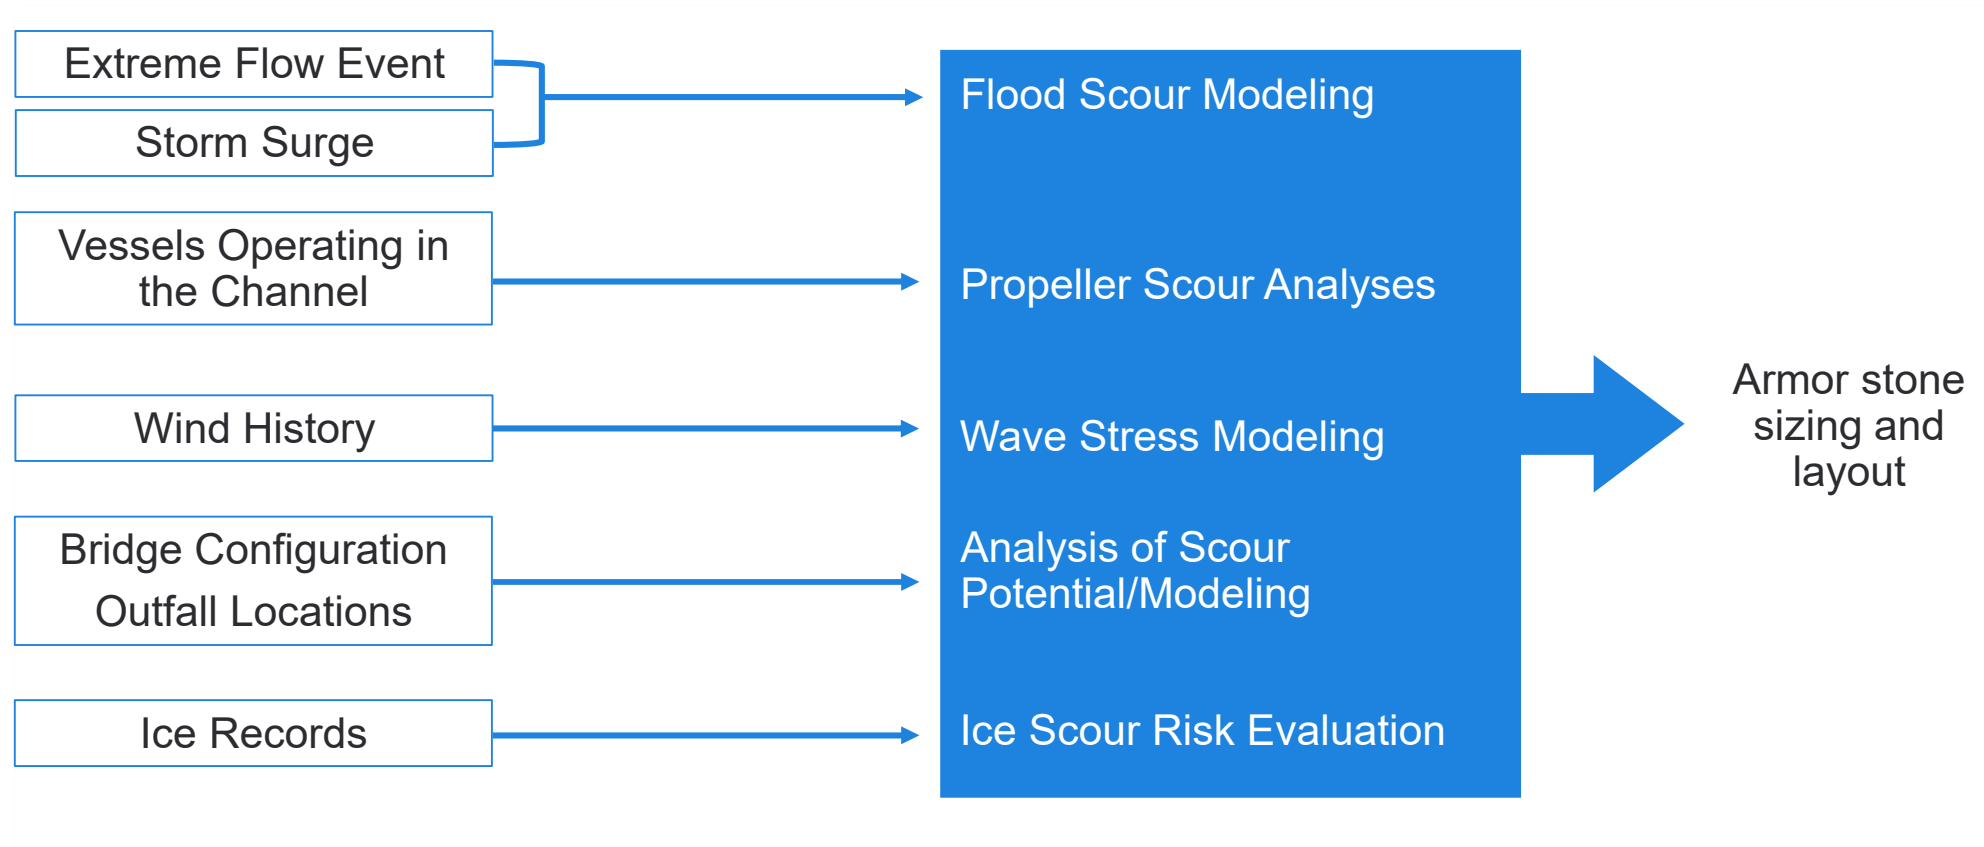 Extreme Flow Event
Storm Surge
Vessels Operating in
the Channel
Wind History
Bridge Configuration
Outfall Locations
Ice Records
Flood Scour Modeling
Propeller Scour Analyses
Wave Stress Modeling
Analysis of Scour
Potential/Modeling
Ice Scour Risk Evaluation
Armor stone
sizing and
layout